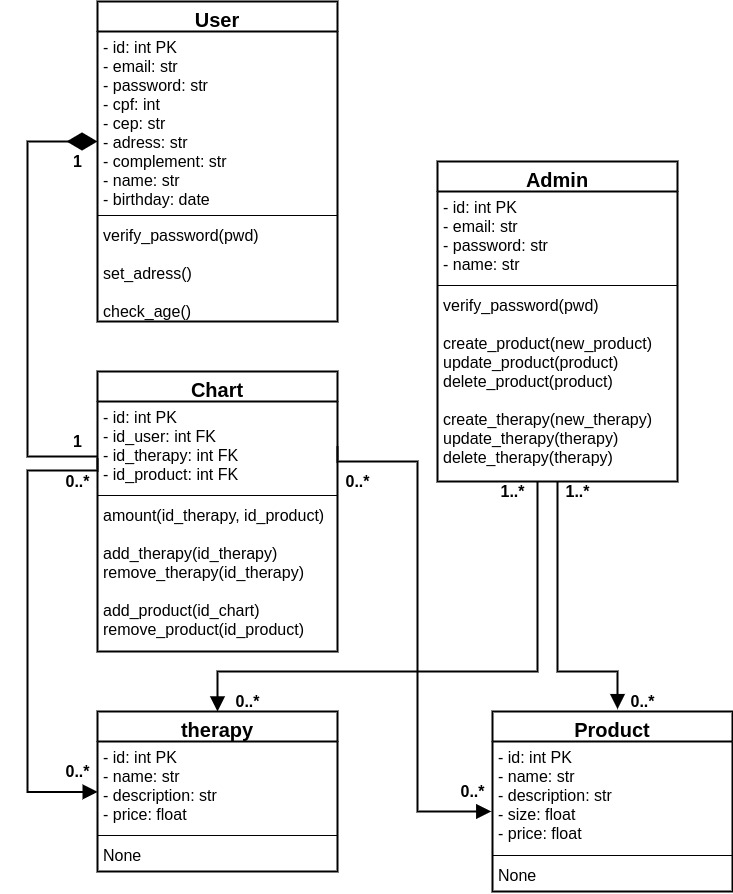 User
- id: int PK
- email: str
- password: str
- cpf: int
- cep: str
- adress: str
- complement: str
- name: str
- birthday: date
verify_password(pwd)
set_adress()
check_age()
1
Admin
- id: int PK
- email: str
- password: str
- name: str
verify_password(pwd)
create_product(new_product)
update_product(product)
delete_product(product)
create_therapy(new_therapy)
update_therapy(therapy)
delete_therapy(therapy)
1..*
1..*
Chart
- id: int PK
- id_user: int FK
- id_therapy: int FK
- id_product: int FK
amount(id_therapy, id_product)
add_therapy(id_therapy)
remove_therapy(id_therapy)
add_product(id_chart)
remove_product(id_product)
1
0..*
0..*
0..*
0..*
therapy
- id: int PK
- name: str
- description: str
- price: float
None
0..*
0..*
Product
- id: int PK
- name: str
- description: str
- size: float
- price: float
None